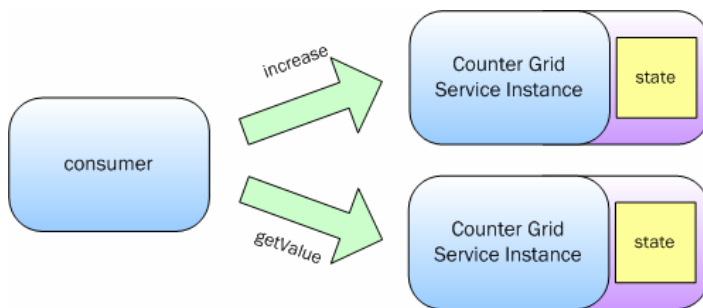 consumer
increase
Counter Grid
Service Instance
state
getValue
Counter Grid
Service Instance
state